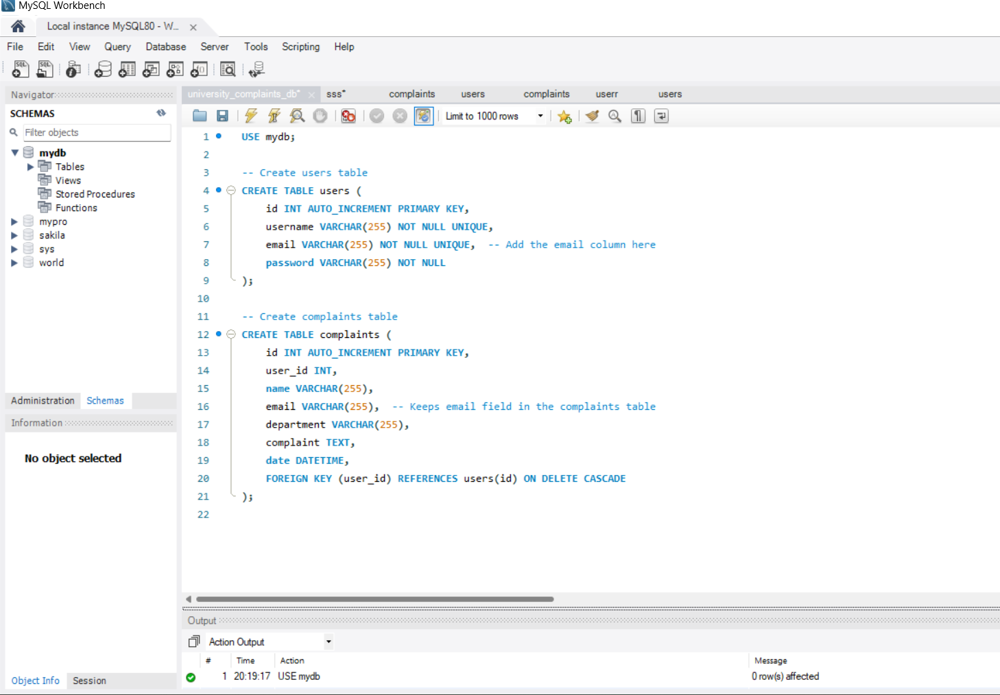 MySQL Workbench
Local instance MySQL80 - W...
File Edit View Query Database Server Tools Scripting Help
Navigator
SCHEMAS
Filter objects
mydb
Tables
Views
Stored Procedures
Functions
mypro
sakila
sys
world
Administration Schemas
Information
No object selected
Object Info Session
university_complaints_db* sss* complaints users complaints userr users
Limit to 1000 rows
1 USE mydb;
2
3 -- Create users table
4 CREATE TABLE users (
5 id INT AUTO_INCREMENT PRIMARY KEY,
6 username VARCHAR(255) NOT NULL UNIQUE,
7 email VARCHAR(255) NOT NULL UNIQUE, -- Add the email column here
8 password VARCHAR(255) NOT NULL
9 );
10
11 -- Create complaints table
12 CREATE TABLE complaints (
13 id INT AUTO_INCREMENT PRIMARY KEY,
14 user_id INT,
15 name VARCHAR(255),
16 email VARCHAR(255), -- Keeps email field in the complaints table
17 department VARCHAR(255),
18 complaint TEXT,
19 date DATETIME,
20 FOREIGN KEY (user_id) REFERENCES users(id) ON DELETE CASCADE
21 );
22
Output
Action Output
# Time Action Message
1 20:19:17 USE mydb 0 row(s) affected